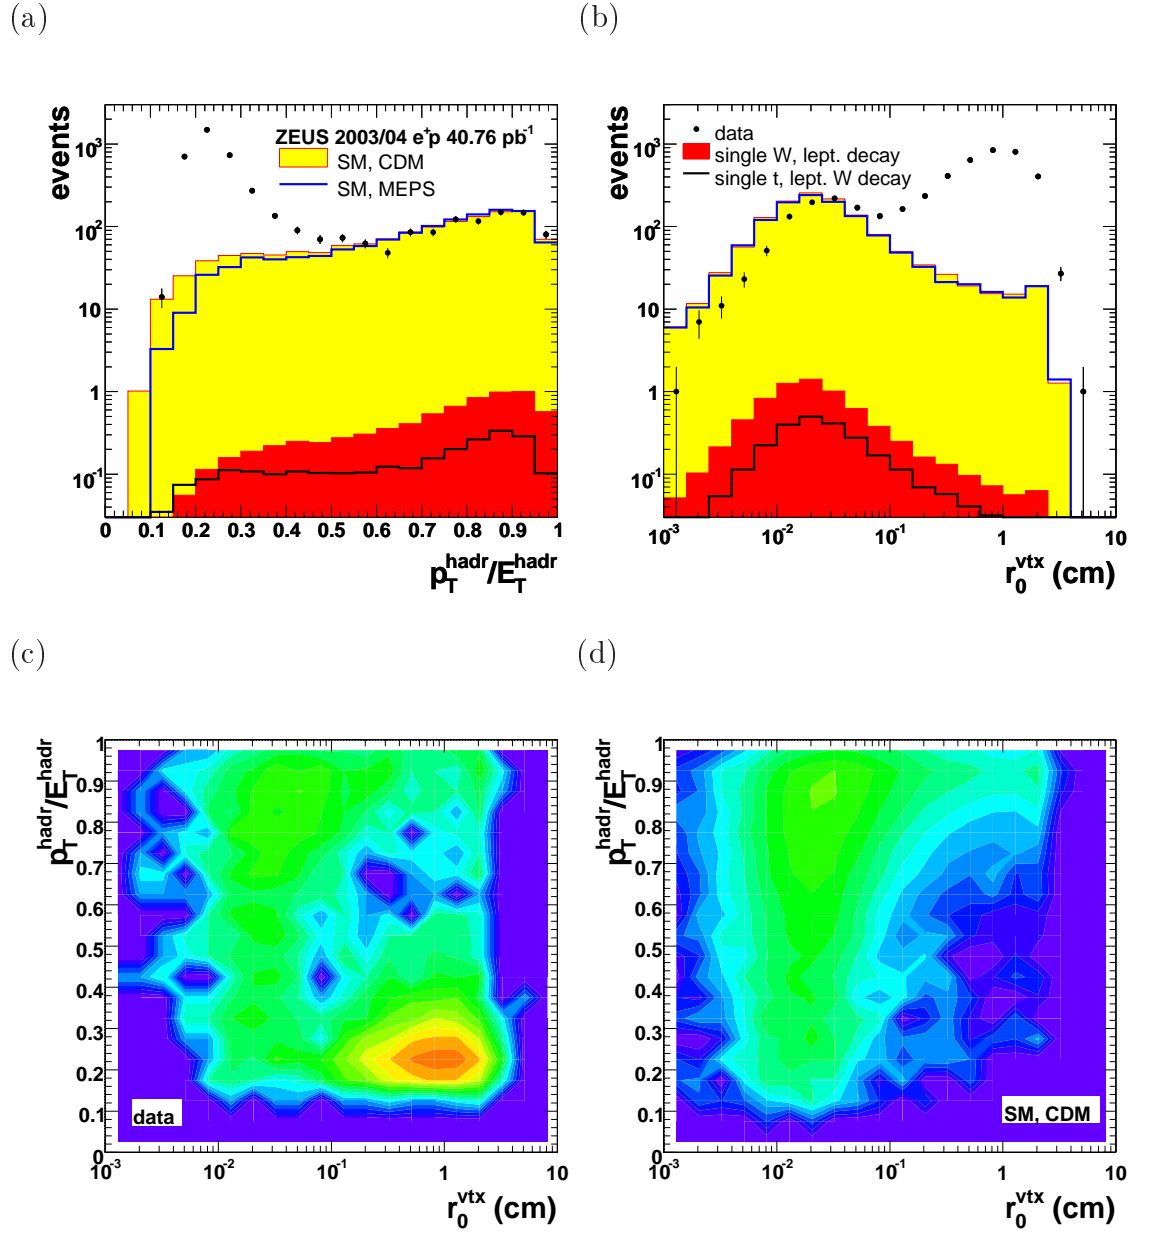 (a)
(b)
events
ZEUS 2003/04 e⁺p 40.76 pb⁻¹
SM, CDM
SM, MEPS
10³
10²
10
1
10⁻¹
0 0.1 0.2 0.3 0.4 0.5 0.6 0.7 0.8 0.9 1
p_T^hadr/E_T^hadr
events
data
single W, lept. decay
single t, lept. W decay
10³
10²
10
1
10⁻¹
10⁻³ 10⁻² 10⁻¹ 1 10
r_0^vtx (cm)
(c)
(d)
p_T^hadr/E_T^hadr
1
0.9
0.8
0.7
0.6
0.5
0.4
0.3
0.2
0.1
0
data
10⁻³ 10⁻² 10⁻¹ 1 10
r_0^vtx (cm)
p_T^hadr/E_T^hadr
1
0.9
0.8
0.7
0.6
0.5
0.4
0.3
0.2
0.1
0
SM, CDM
10⁻³ 10⁻² 10⁻¹ 1 10
r_0^vtx (cm)